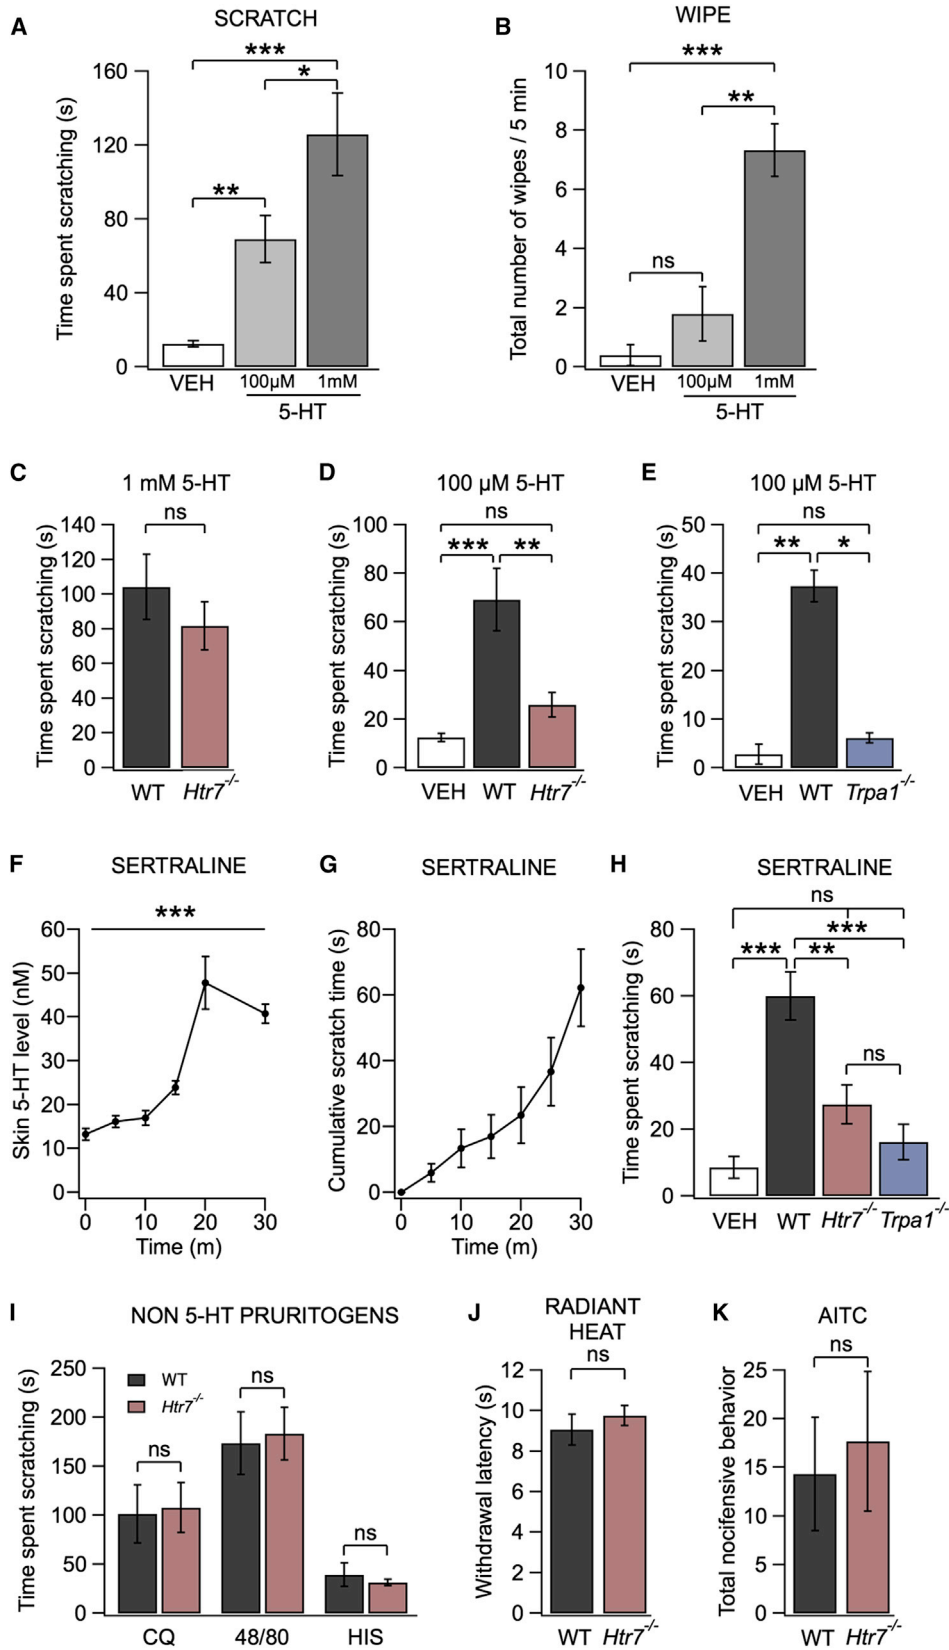 A
SCRATCH
***
*
**
Time spent scratching (s)
160
120
80
40
0
VEH
100µM
1mM
5-HT
B
WIPE
***
**
ns
Total number of wipes / 5 min
10
8
6
4
2
0
VEH
100µM
1mM
5-HT
C
1 mM 5-HT
ns
Time spent scratching (s)
140
120
100
80
60
40
20
0
WT
Htr7-/-
D
100 µM 5-HT
ns
***
**
Time spent scratching (s)
100
80
60
40
20
0
VEH
WT
Htr7-/-
E
100 µM 5-HT
ns
**
*
Time spent scratching (s)
50
40
30
20
10
0
VEH
WT
Trpa1-/-
F
SERTRALINE
***
Skin 5-HT level (nM)
60
50
40
30
20
10
0
0
10
20
30
Time (m)
G
SERTRALINE
Cumulative scratch time (s)
80
60
40
20
0
0
10
20
30
Time (m)
H
SERTRALINE
ns
***
***
**
ns
Time spent scratching (s)
80
60
40
20
0
VEH
WT
Htr7-/-
Trpa1-/-
I
NON 5-HT PRURITOGENS
WT
Htr7-/-
ns
ns
ns
Time spent scratching (s)
250
200
150
100
50
0
CQ
48/80
HIS
J
RADIANT
HEAT
ns
Withdrawal latency (s)
12
10
8
6
4
2
0
WT
Htr7-/-
K
AITC
ns
Total nocifensive behavior
25
20
15
10
5
0
WT
Htr7-/-